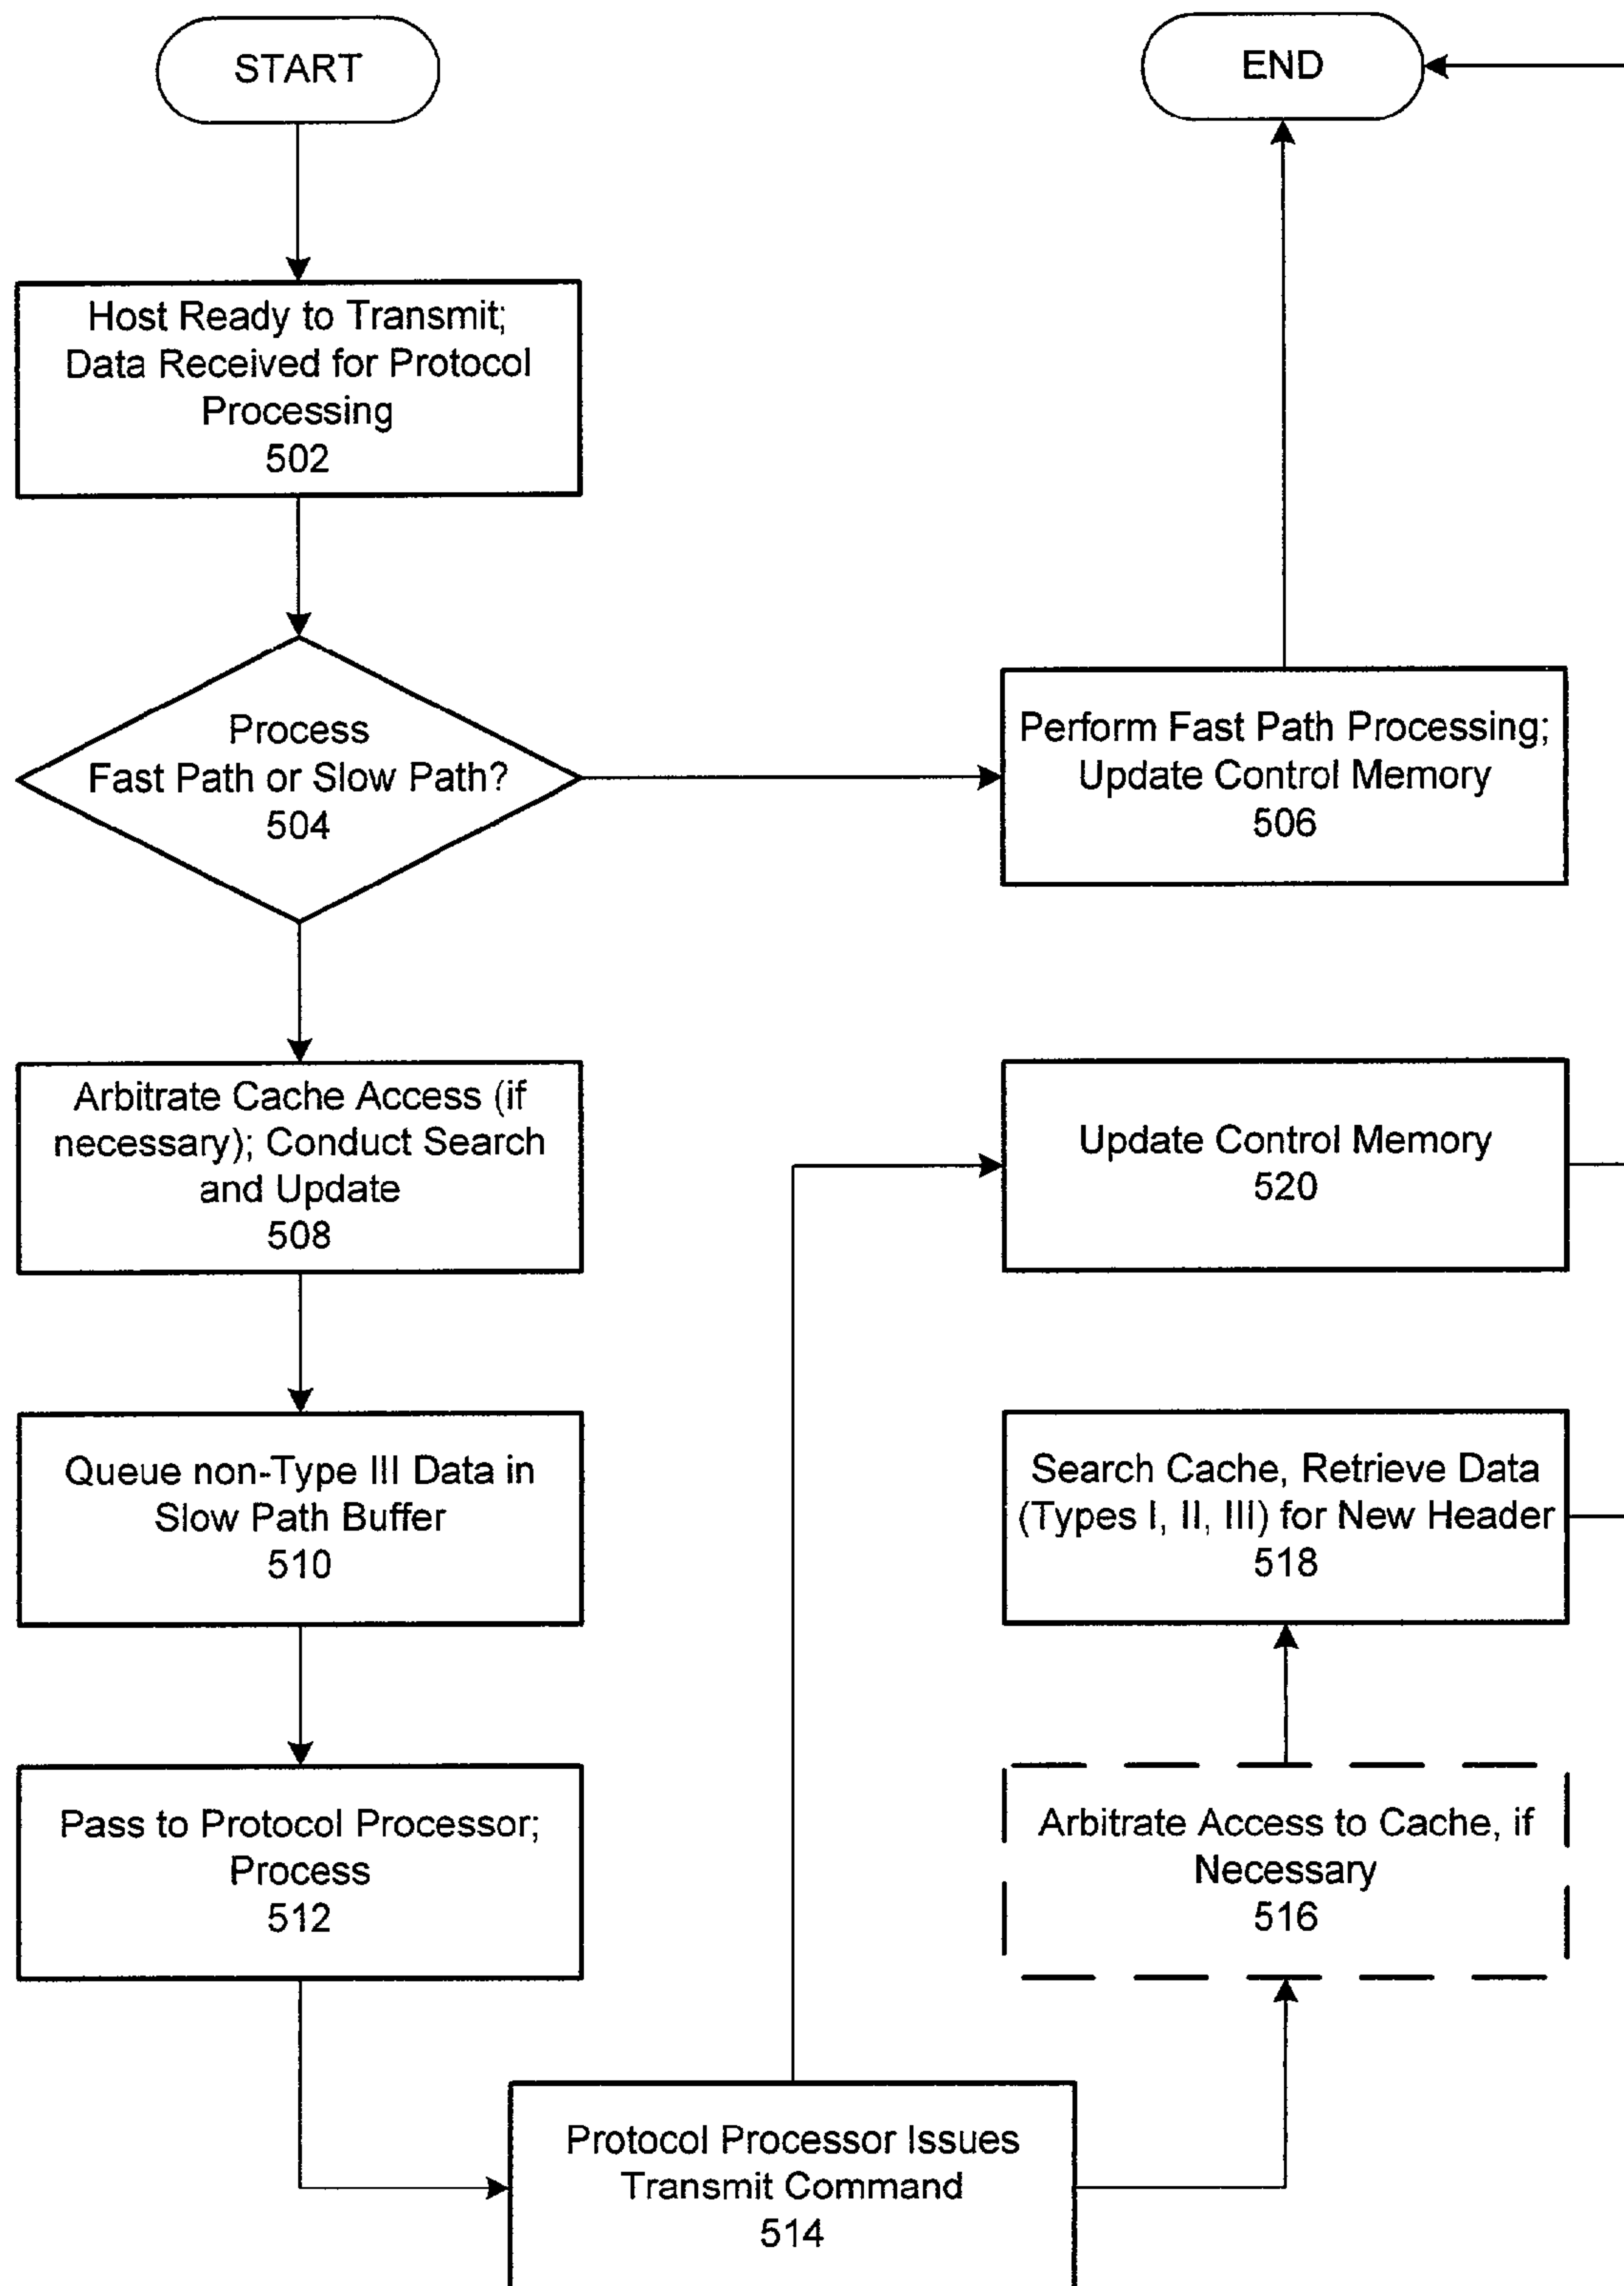 START
END
Host Ready to Transmit;
Data Received for Protocol
Processing
502
Process
Fast Path or Slow Path?
504
Perform Fast Path Processing;
Update Control Memory
506
Arbitrate Cache Access (if
necessary); Conduct Search
and Update
508
Update Control Memory
520
Queue non-Type III Data in
Slow Path Buffer
510
Search Cache, Retrieve Data
(Types I, II, III) for New Header
518
Pass to Protocol Processor;
Process
512
Arbitrate Access to Cache, if
Necessary
516
Protocol Processor Issues
Transmit Command
514